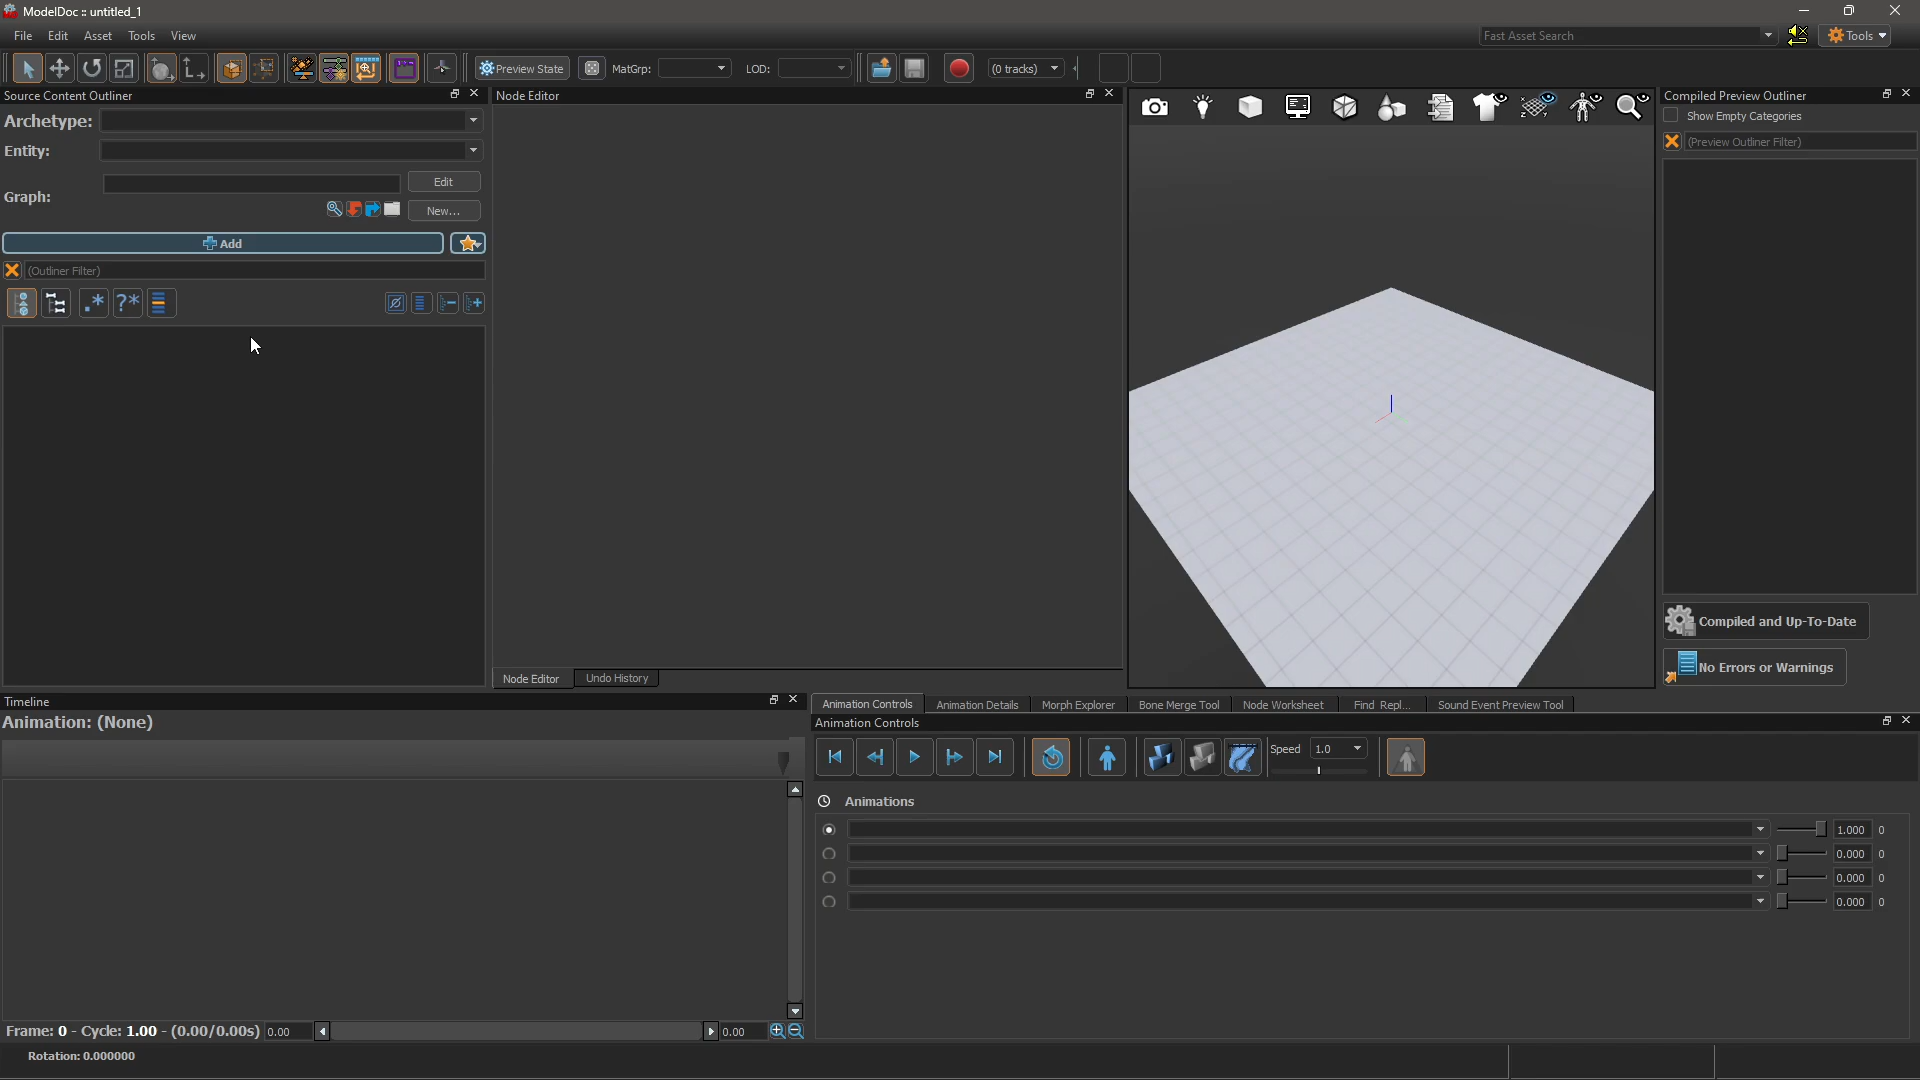 ModelDoc :: untitled_1
File Edit Asset Tools View
Fast Asset Search
Tools
Preview State
MatGrp:
LOD:
(0 tracks)
Source Content Outliner
Archetype:
Entity:
Graph:
Edit
New...
Add
(Outliner Filter)
.*
?*
Node Editor
Node Editor
Undo History
Compiled Preview Outliner
Show Empty Categories
(Preview Outliner Filter)
Compiled and Up-To-Date
No Errors or Warnings
Timeline
Animation: (None)
Frame: 0 - Cycle: 1.00 - (0.00/0.00s)
0.00
0.00
Animation Controls
Animation Details
Morph Explorer
Bone Merge Tool
Node Worksheet
Find Repl...
Sound Event Preview Tool
Animation Controls
Speed
1.0
Animations
1.000 0
0.000 0
0.000 0
0.000 0
Rotation: 0.000000